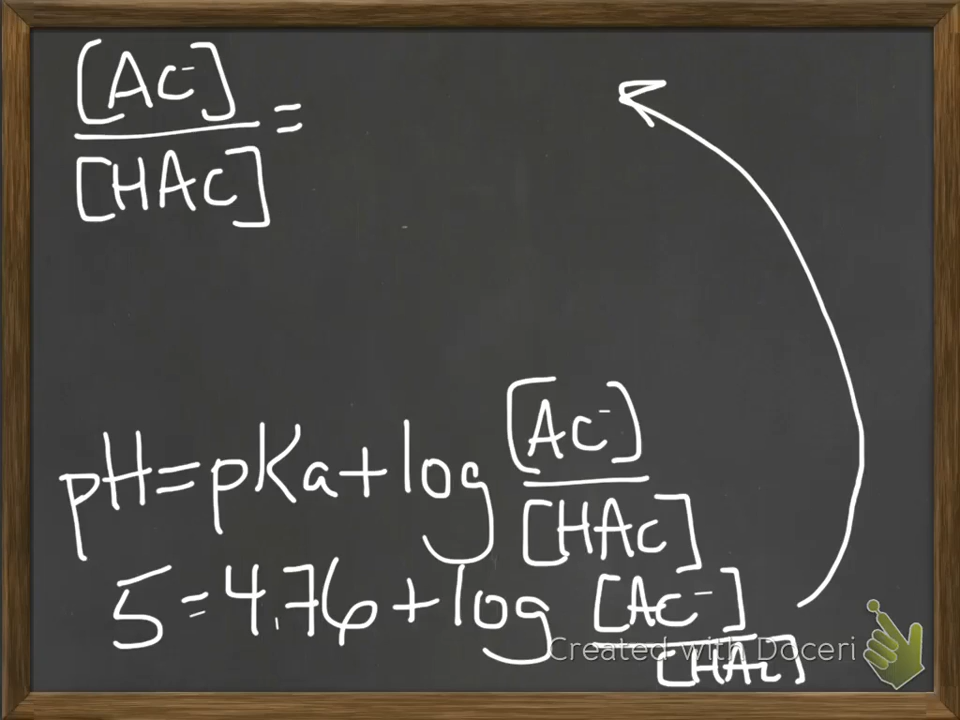 [Ac⁻]
=
[HAc]
[Ac⁻]
pH=pKa+log
[HAc]
5=4.76+log [Ac⁻]
Created with Doceri
[HAc]